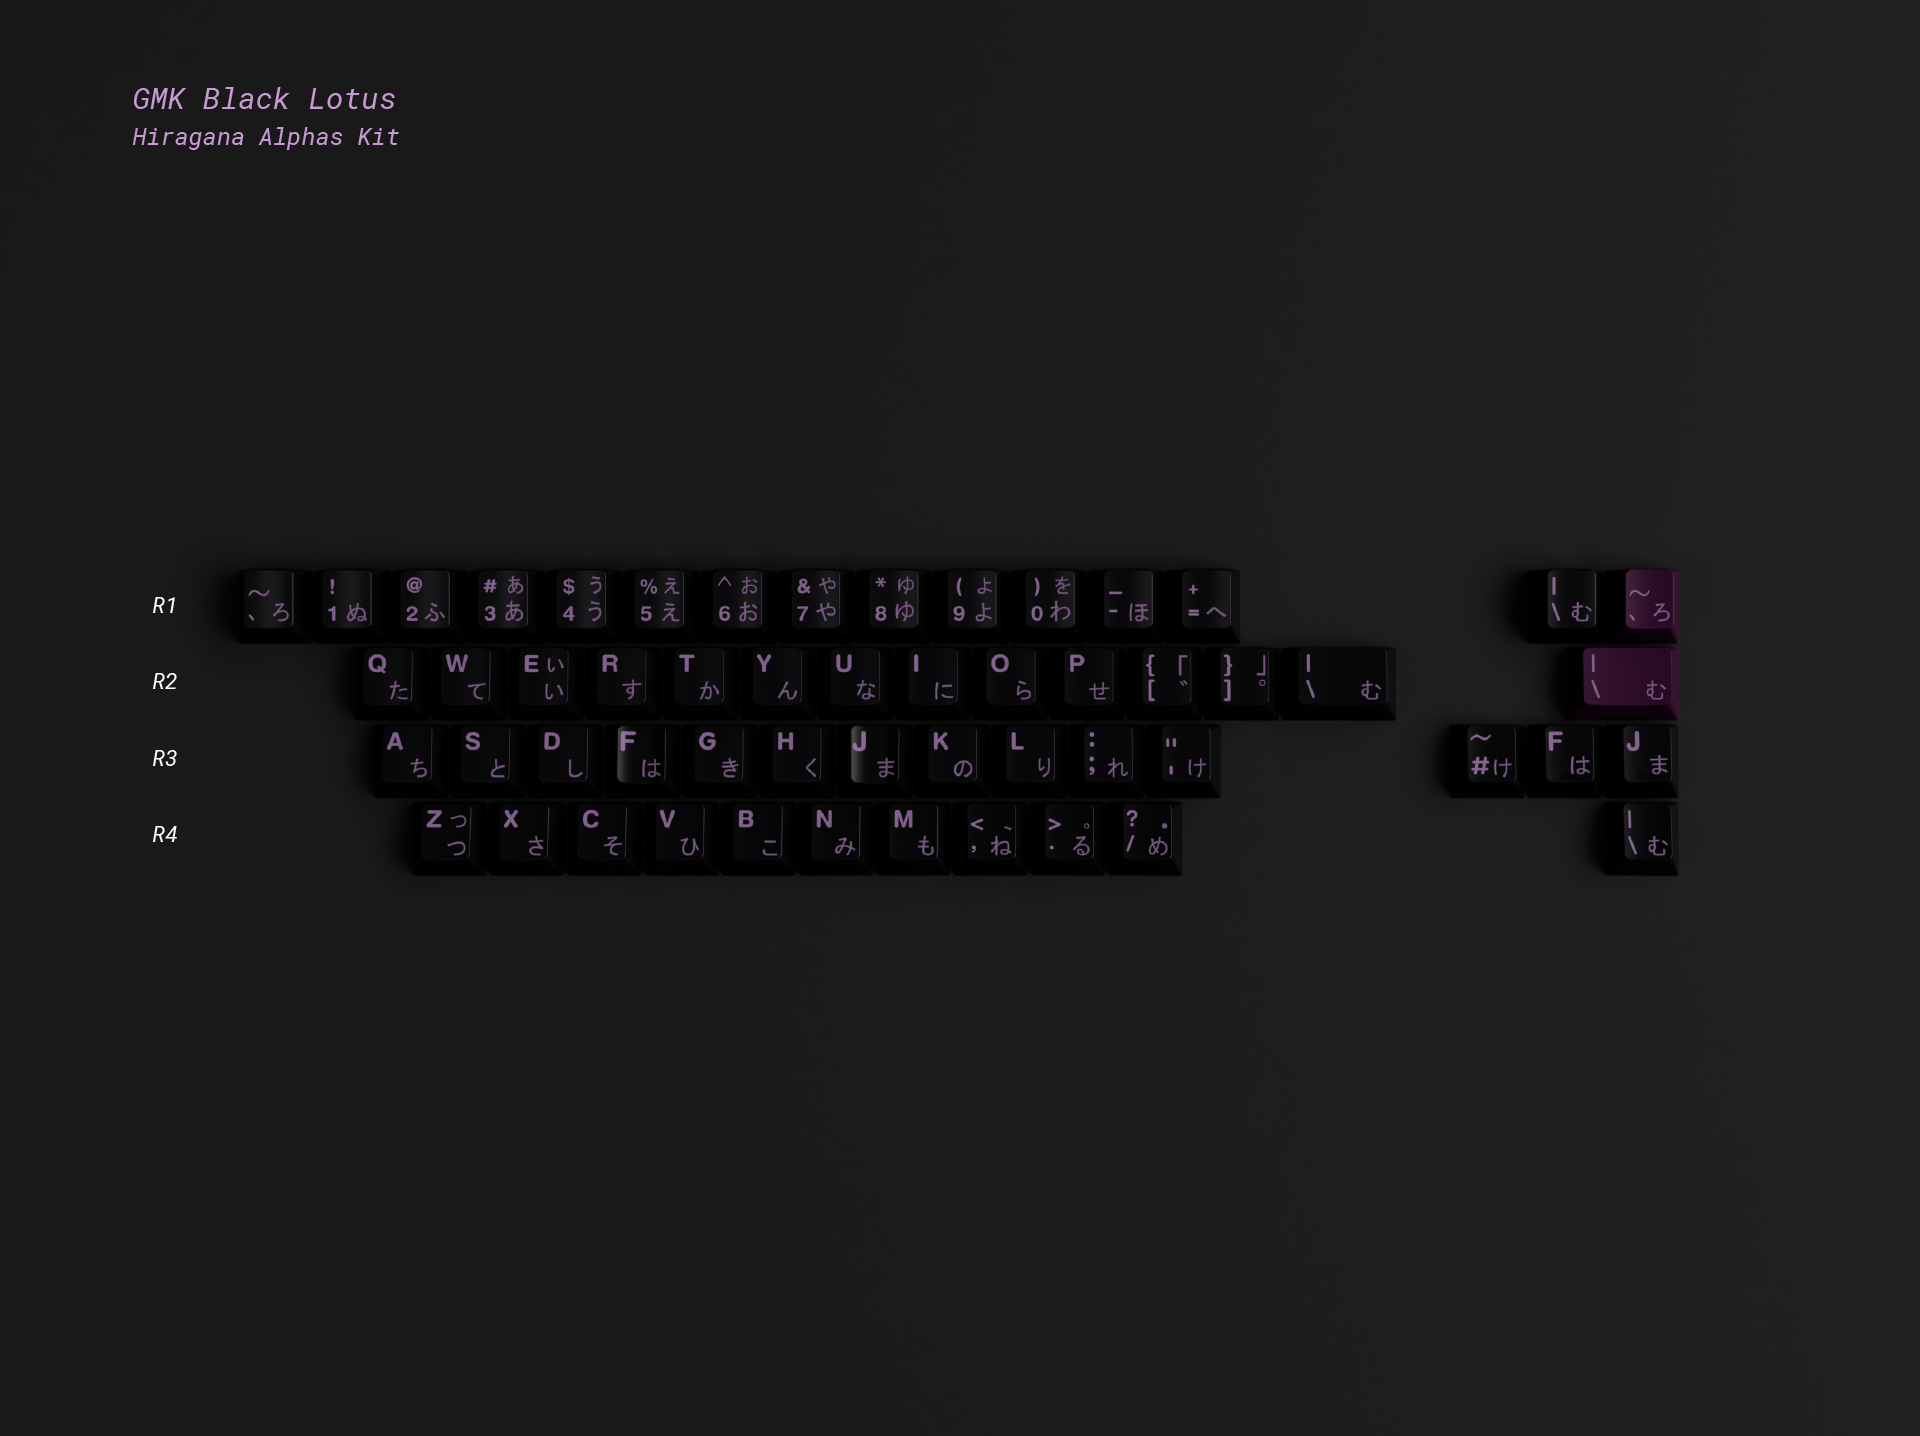 GMK Black Lotus
Hiragana Alphas Kit
R1
~ ` ろ ! 1 ぬ @ 2 ふ # ぁ 3 あ $ ぅ 4 う % ぇ 5 え ^ ぉ 6 お & ゃ 7 や * ゅ 8 ゆ ( ょ 9 よ ) を 0 わ _ - ほ + = へ | \ む ~ ` ろ
R2
Q た W て E ぃ い R す T か Y ん U な I に O ら P せ { 「 [ ゛ } 」 ] ゜ | \ む | \ む
R3
A ち S と D し F は G き H く J ま K の L り : ; れ " ' け ~ # け F は J ま
R4
Z っ つ X さ C そ V ひ B こ N み M も < 、 , ね > 。 . る ? ・ / め | \ む